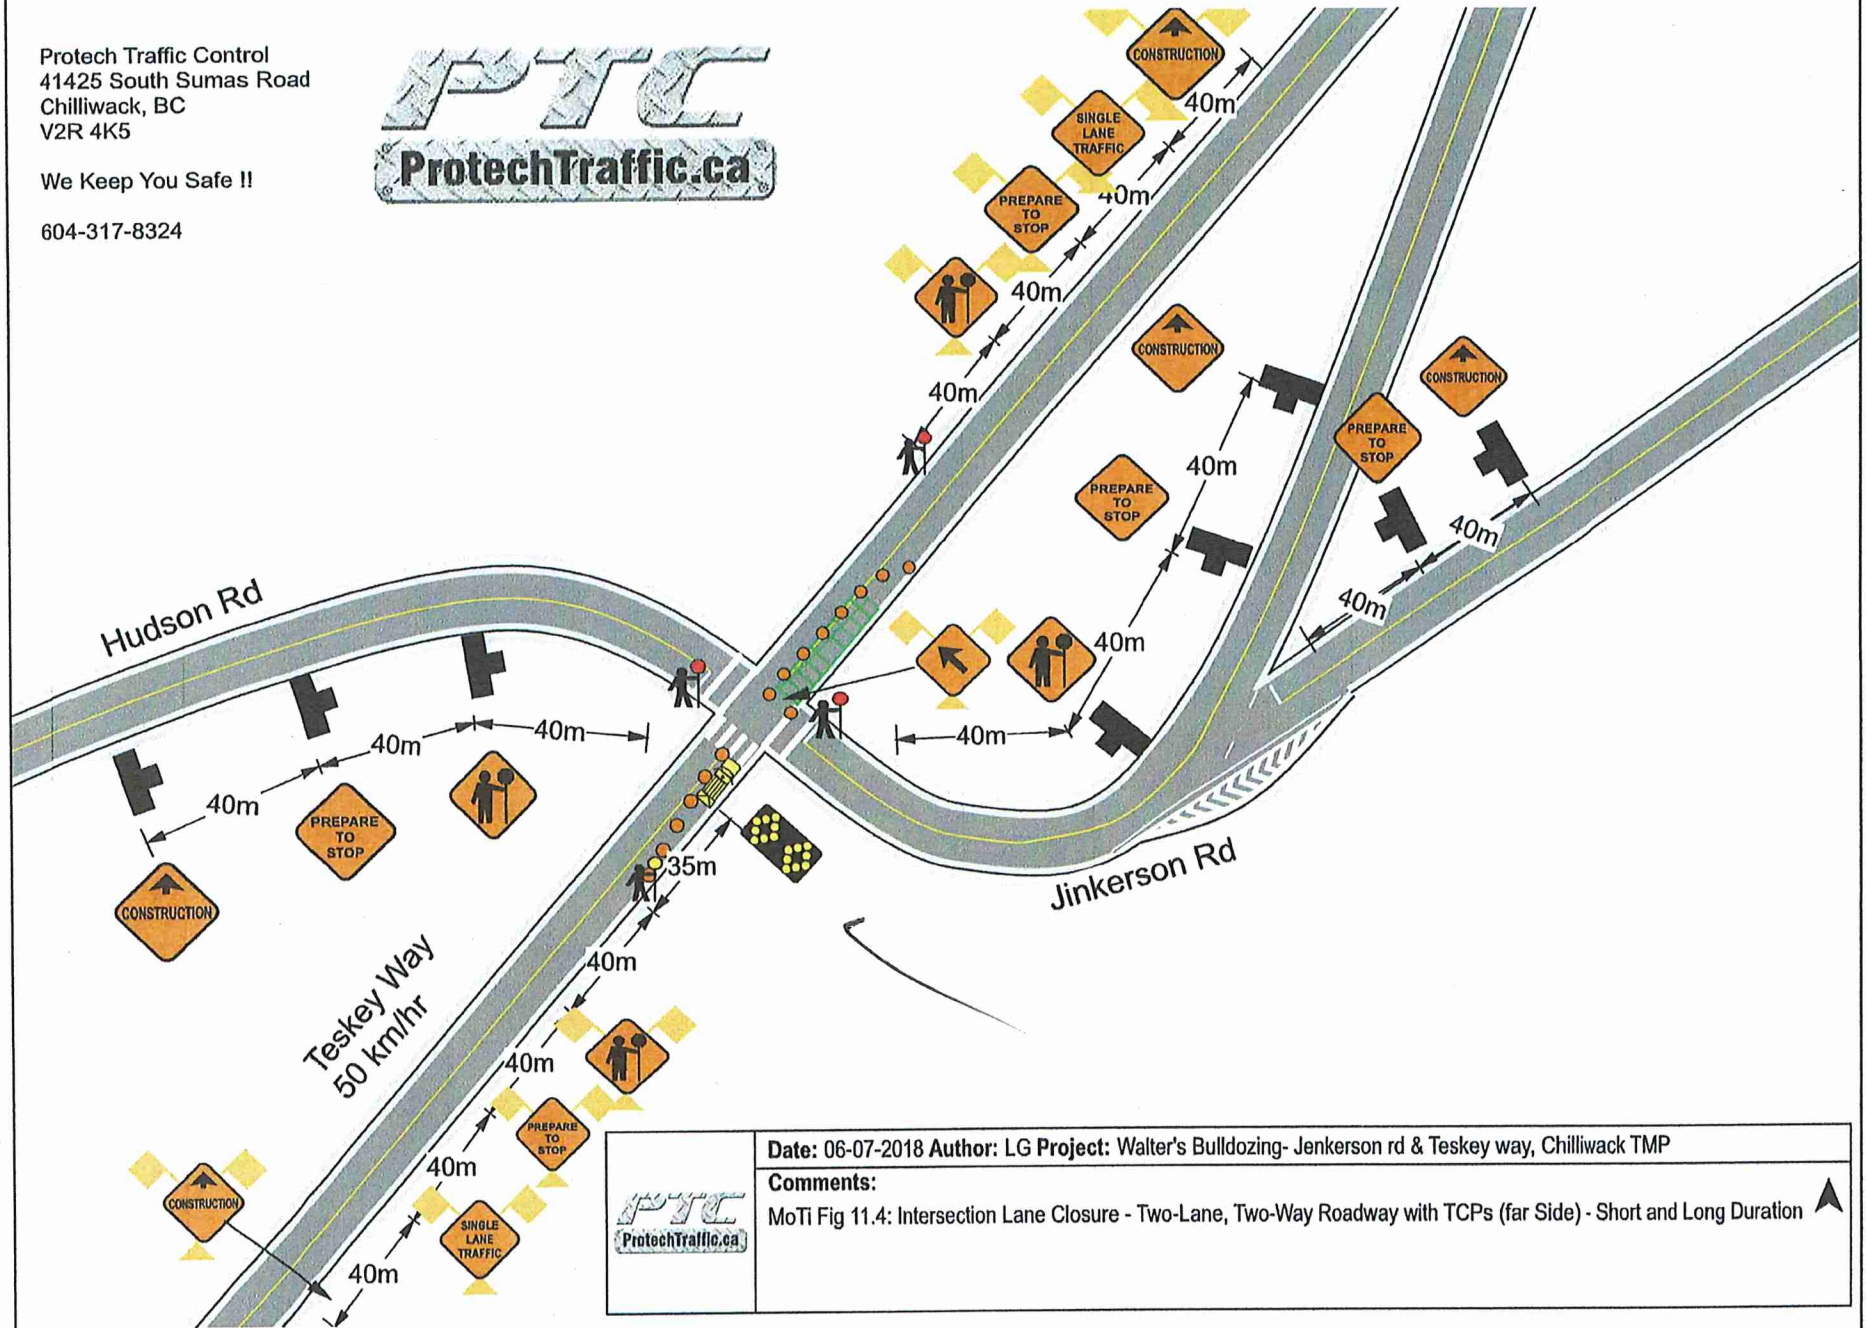 Protech Traffic Control
41425 South Sumas Road
Chilliwack, BC
V2R 4K5
We Keep You Safe !!
604-317-8324
PTC
ProtechTraffic.ca
CONSTRUCTION
40m
SINGLE
LANE
TRAFFIC
40m
PREPARE
TO
STOP
40m
40m
CONSTRUCTION
PREPARE
TO
STOP
40m
40m
40m
CONSTRUCTION
PREPARE
TO
STOP
40m
40m
Hudson Rd
40m
40m
40m
PREPARE
TO
STOP
CONSTRUCTION
35m
Jinkerson Rd
Teskey Way
50 km/hr
40m
40m
PREPARE
TO
STOP
40m
SINGLE
LANE
TRAFFIC
40m
CONSTRUCTION
PTC
ProtechTraffic.ca
Date: 06-07-2018 Author: LG Project: Walter's Bulldozing- Jenkerson rd & Teskey way, Chilliwack TMP
Comments:
MoTi Fig 11.4: Intersection Lane Closure - Two-Lane, Two-Way Roadway with TCPs (far Side) - Short and Long Duration